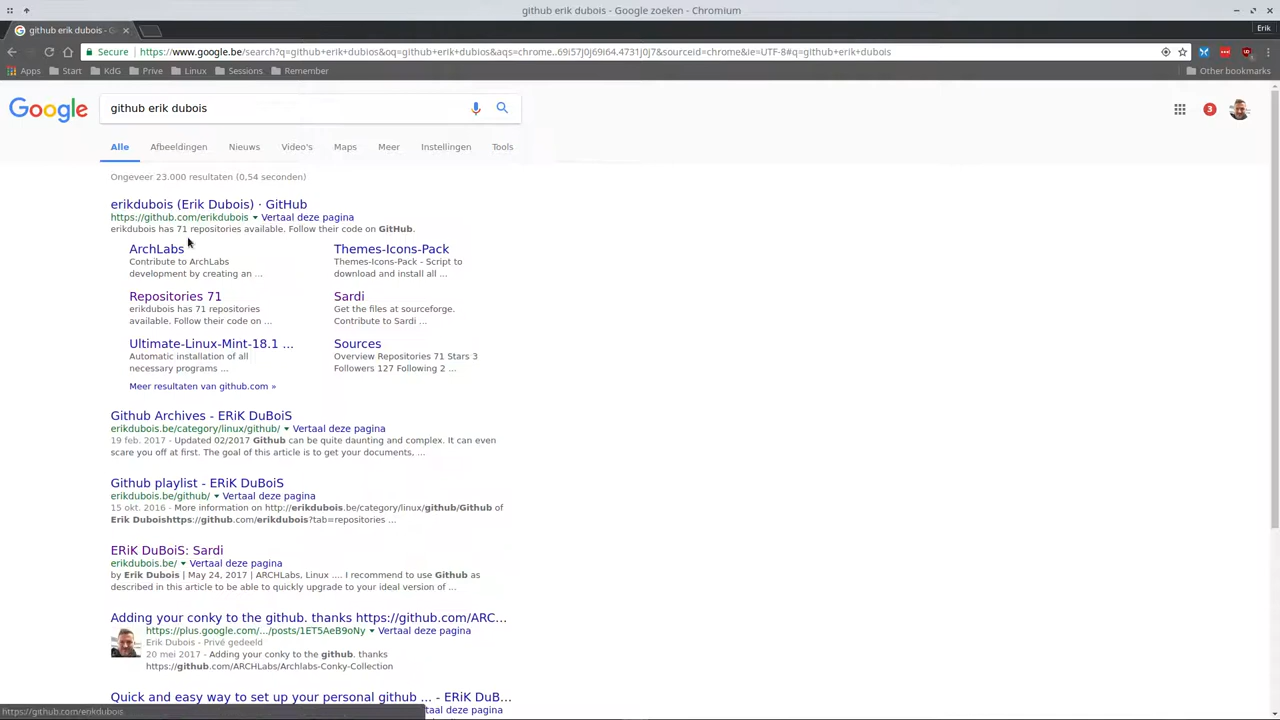 github erik dubois - Google zoeken - Chromium
github erik dubois - Go
Erik
Secure https://www.google.be/search?q=github+erik+dubios&oq=github+erik+dubios&aqs=chrome..69i57j0j69i64.4731j0j7&sourceid=chrome&ie=UTF-8#q=github+erik+dubois
Apps Start KdG Prive Linux Sessions Remember Other bookmarks
Google github erik dubois 3
Alle Afbeeldingen Nieuws Video's Maps Meer Instellingen Tools
Ongeveer 23.000 resultaten (0,54 seconden)
erikdubois (Erik Dubois) · GitHub
https://github.com/erikdubois Vertaal deze pagina
erikdubois has 71 repositories available. Follow their code on GitHub.
ArchLabs
Contribute to ArchLabs
development by creating an ...
Themes-Icons-Pack
Themes-Icons-Pack - Script to
download and install all ...
Repositories 71
erikdubois has 71 repositories
available. Follow their code on ...
Sardi
Get the files at sourceforge.
Contribute to Sardi ...
Ultimate-Linux-Mint-18.1 ...
Automatic installation of all
necessary programs ...
Sources
Overview Repositories 71 Stars 3
Followers 127 Following 2 ...
Meer resultaten van github.com »
Github Archives - ERiK DuBoiS
erikdubois.be/category/linux/github/ Vertaal deze pagina
19 feb. 2017 - Updated 02/2017 Github can be quite daunting and complex. It can even
scare you off at first. The goal of this article is to get your documents, ...
Github playlist - ERiK DuBoiS
erikdubois.be/github/ Vertaal deze pagina
15 okt. 2016 - More information on http://erikdubois.be/category/linux/github/Github of
Erik Duboishttps://github.com/erikdubois?tab=repositories ...
ERiK DuBoiS: Sardi
erikdubois.be/ Vertaal deze pagina
by Erik Dubois | May 24, 2017 | ARCHLabs, Linux .... I recommend to use Github as
described in this article to be able to quickly upgrade to your ideal version of ...
Adding your conky to the github. thanks https://github.com/ARC...
https://plus.google.com/.../posts/1ET5AeB9oNy Vertaal deze pagina
Erik Dubois - Privé gedeeld
20 mei 2017 - Adding your conky to the github. thanks
https://github.com/ARCHLabs/Archlabs-Conky-Collection
Quick and easy way to set up your personal github ... - ERiK DuB...
taal deze pagina
https://github.com/erikdubois